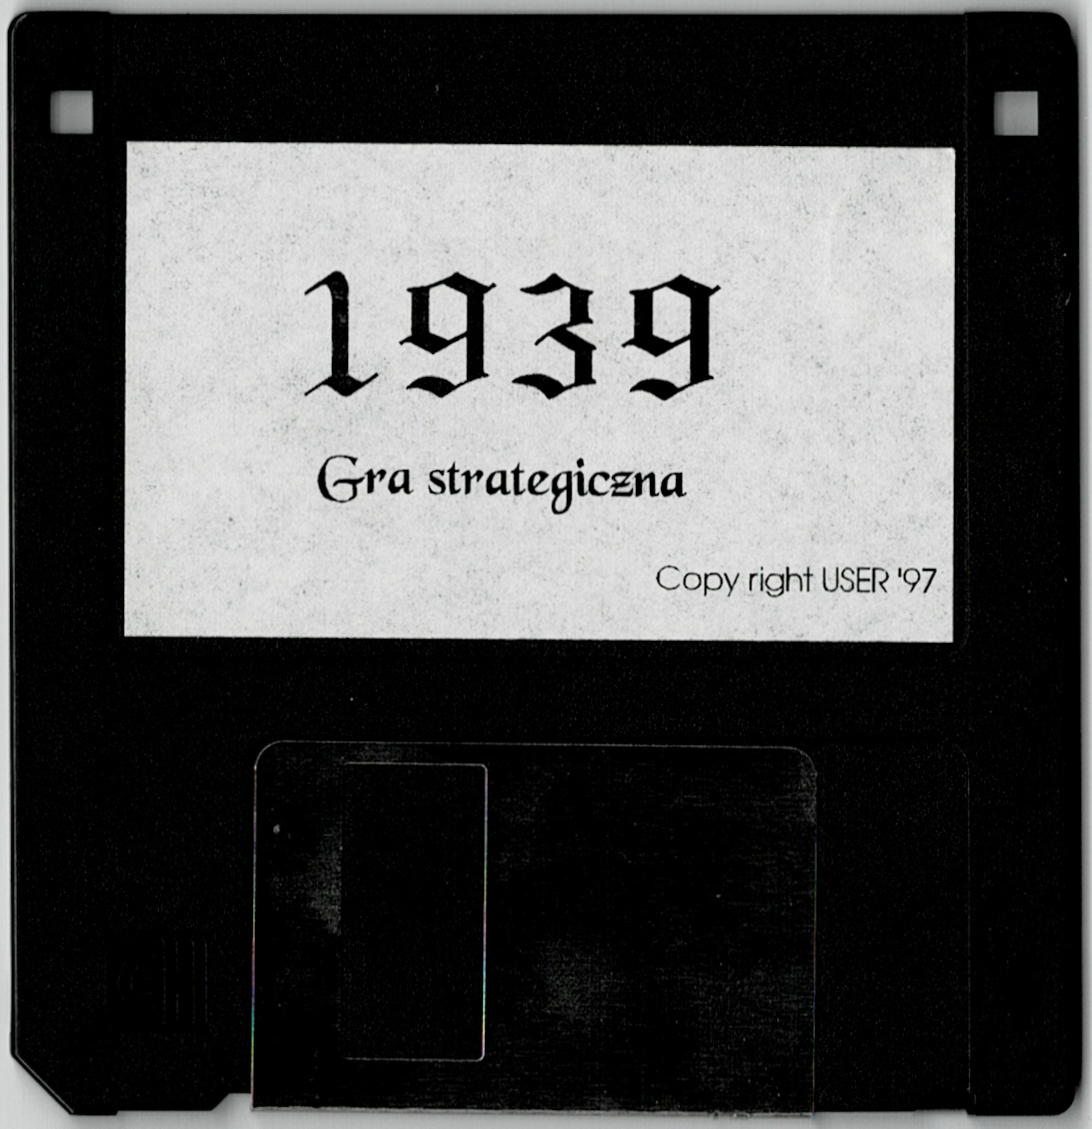 1939
Gra strategiczna
Copy right USER '97